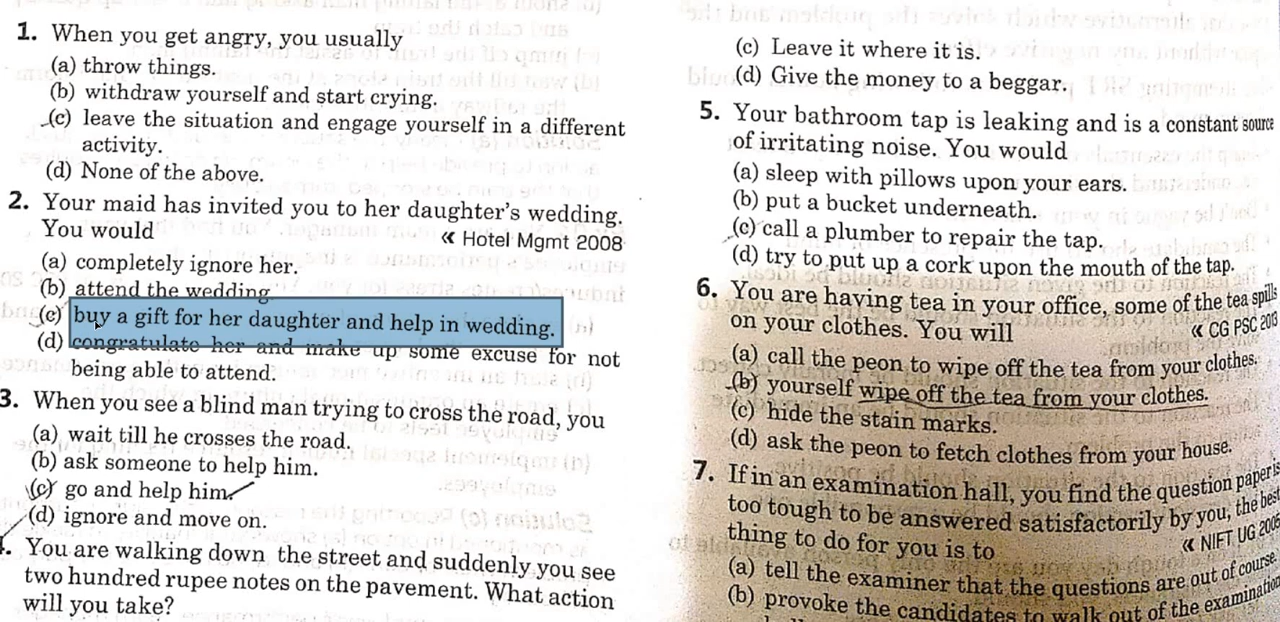 1. When you get angry, you usually
(a) throw things.
(b) withdraw yourself and start crying.
(c) leave the situation and engage yourself in a different
activity.
(d) None of the above.
2. Your maid has invited you to her daughter's wedding.
You would
« Hotel Mgmt 2008
(a) completely ignore her.
(b) attend the wedding
(c) buy a gift for her daughter and help in wedding.
(d) congratulate her and make up some excuse for not
being able to attend.
3. When you see a blind man trying to cross the road, you
(a) wait till he crosses the road.
(b) ask someone to help him.
(c) go and help him.
(d) ignore and move on.
You are walking down the street and suddenly you see
two hundred rupee notes on the pavement. What action
will you take?
(c) Leave it where it is.
(d) Give the money to a beggar.
5. Your bathroom tap is leaking and is a constant source
of irritating noise. You would
(a) sleep with pillows upon your ears.
(b) put a bucket underneath.
(c) call a plumber to repair the tap.
(d) try to put up a cork upon the mouth of the tap.
6. You are having tea in your office, some of the tea spills
on your clothes. You will
« CG PSC 2013
(a) call the peon to wipe off the tea from your clothes.
(b) yourself wipe off the tea from your clothes.
(c) hide the stain marks.
(d) ask the peon to fetch clothes from your house.
7. If in an examination hall, you find the question paper is
too tough to be answered satisfactorily by you, the best
thing to do for you is to
« NIFT UG
(a) tell the examiner that the questions are out of course.
(b) provoke the candidates to walk out of the examination